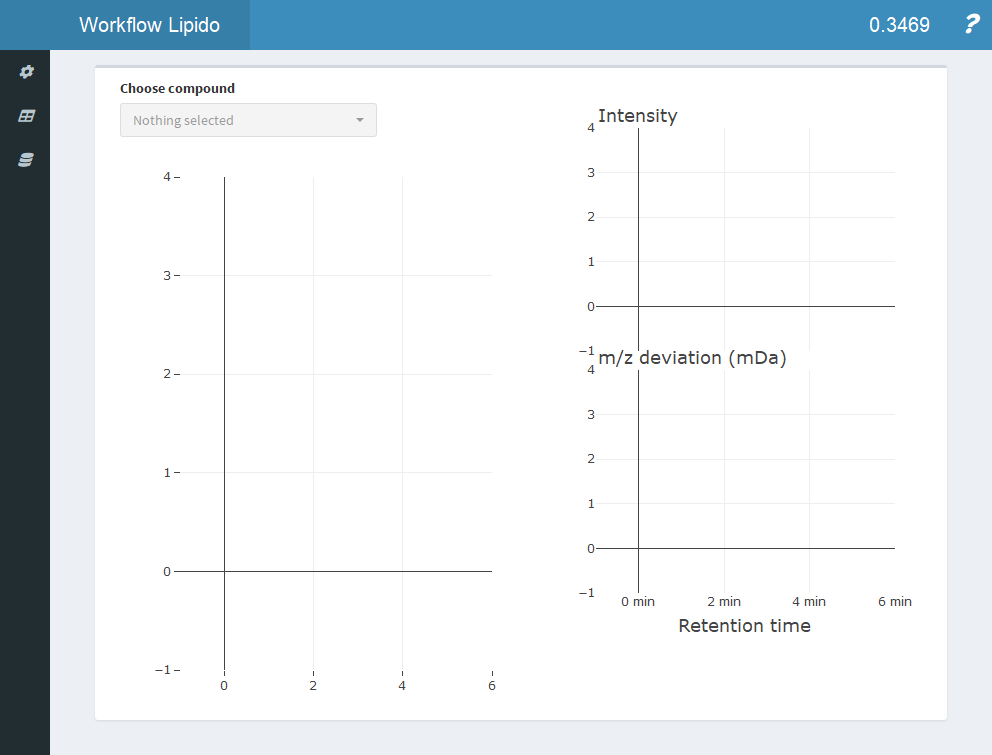 Workflow Lipido
0.3469
?
Choose compound
Nothing selected
4
3
2
1
0
−1
0 2 4 6
Intensity
4
3
2
1
0
−1
m/z deviation (mDa)
4
3
2
1
0
−1
0 min 2 min 4 min 6 min
Retention time